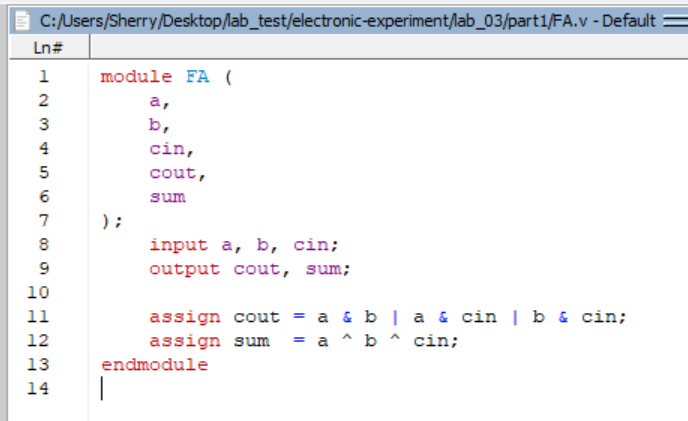 C:/Users/Sherry/Desktop/lab_test/electronic-experiment/lab_03/part1/FA.v - Default
Ln#
1 module FA (
2 a,
3 b,
4 cin,
5 cout,
6 sum
7 );
8 input a, b, cin;
9 output cout, sum;
10
11 assign cout = a & b | a & cin | b & cin;
12 assign sum  = a ^ b ^ cin;
13 endmodule
14